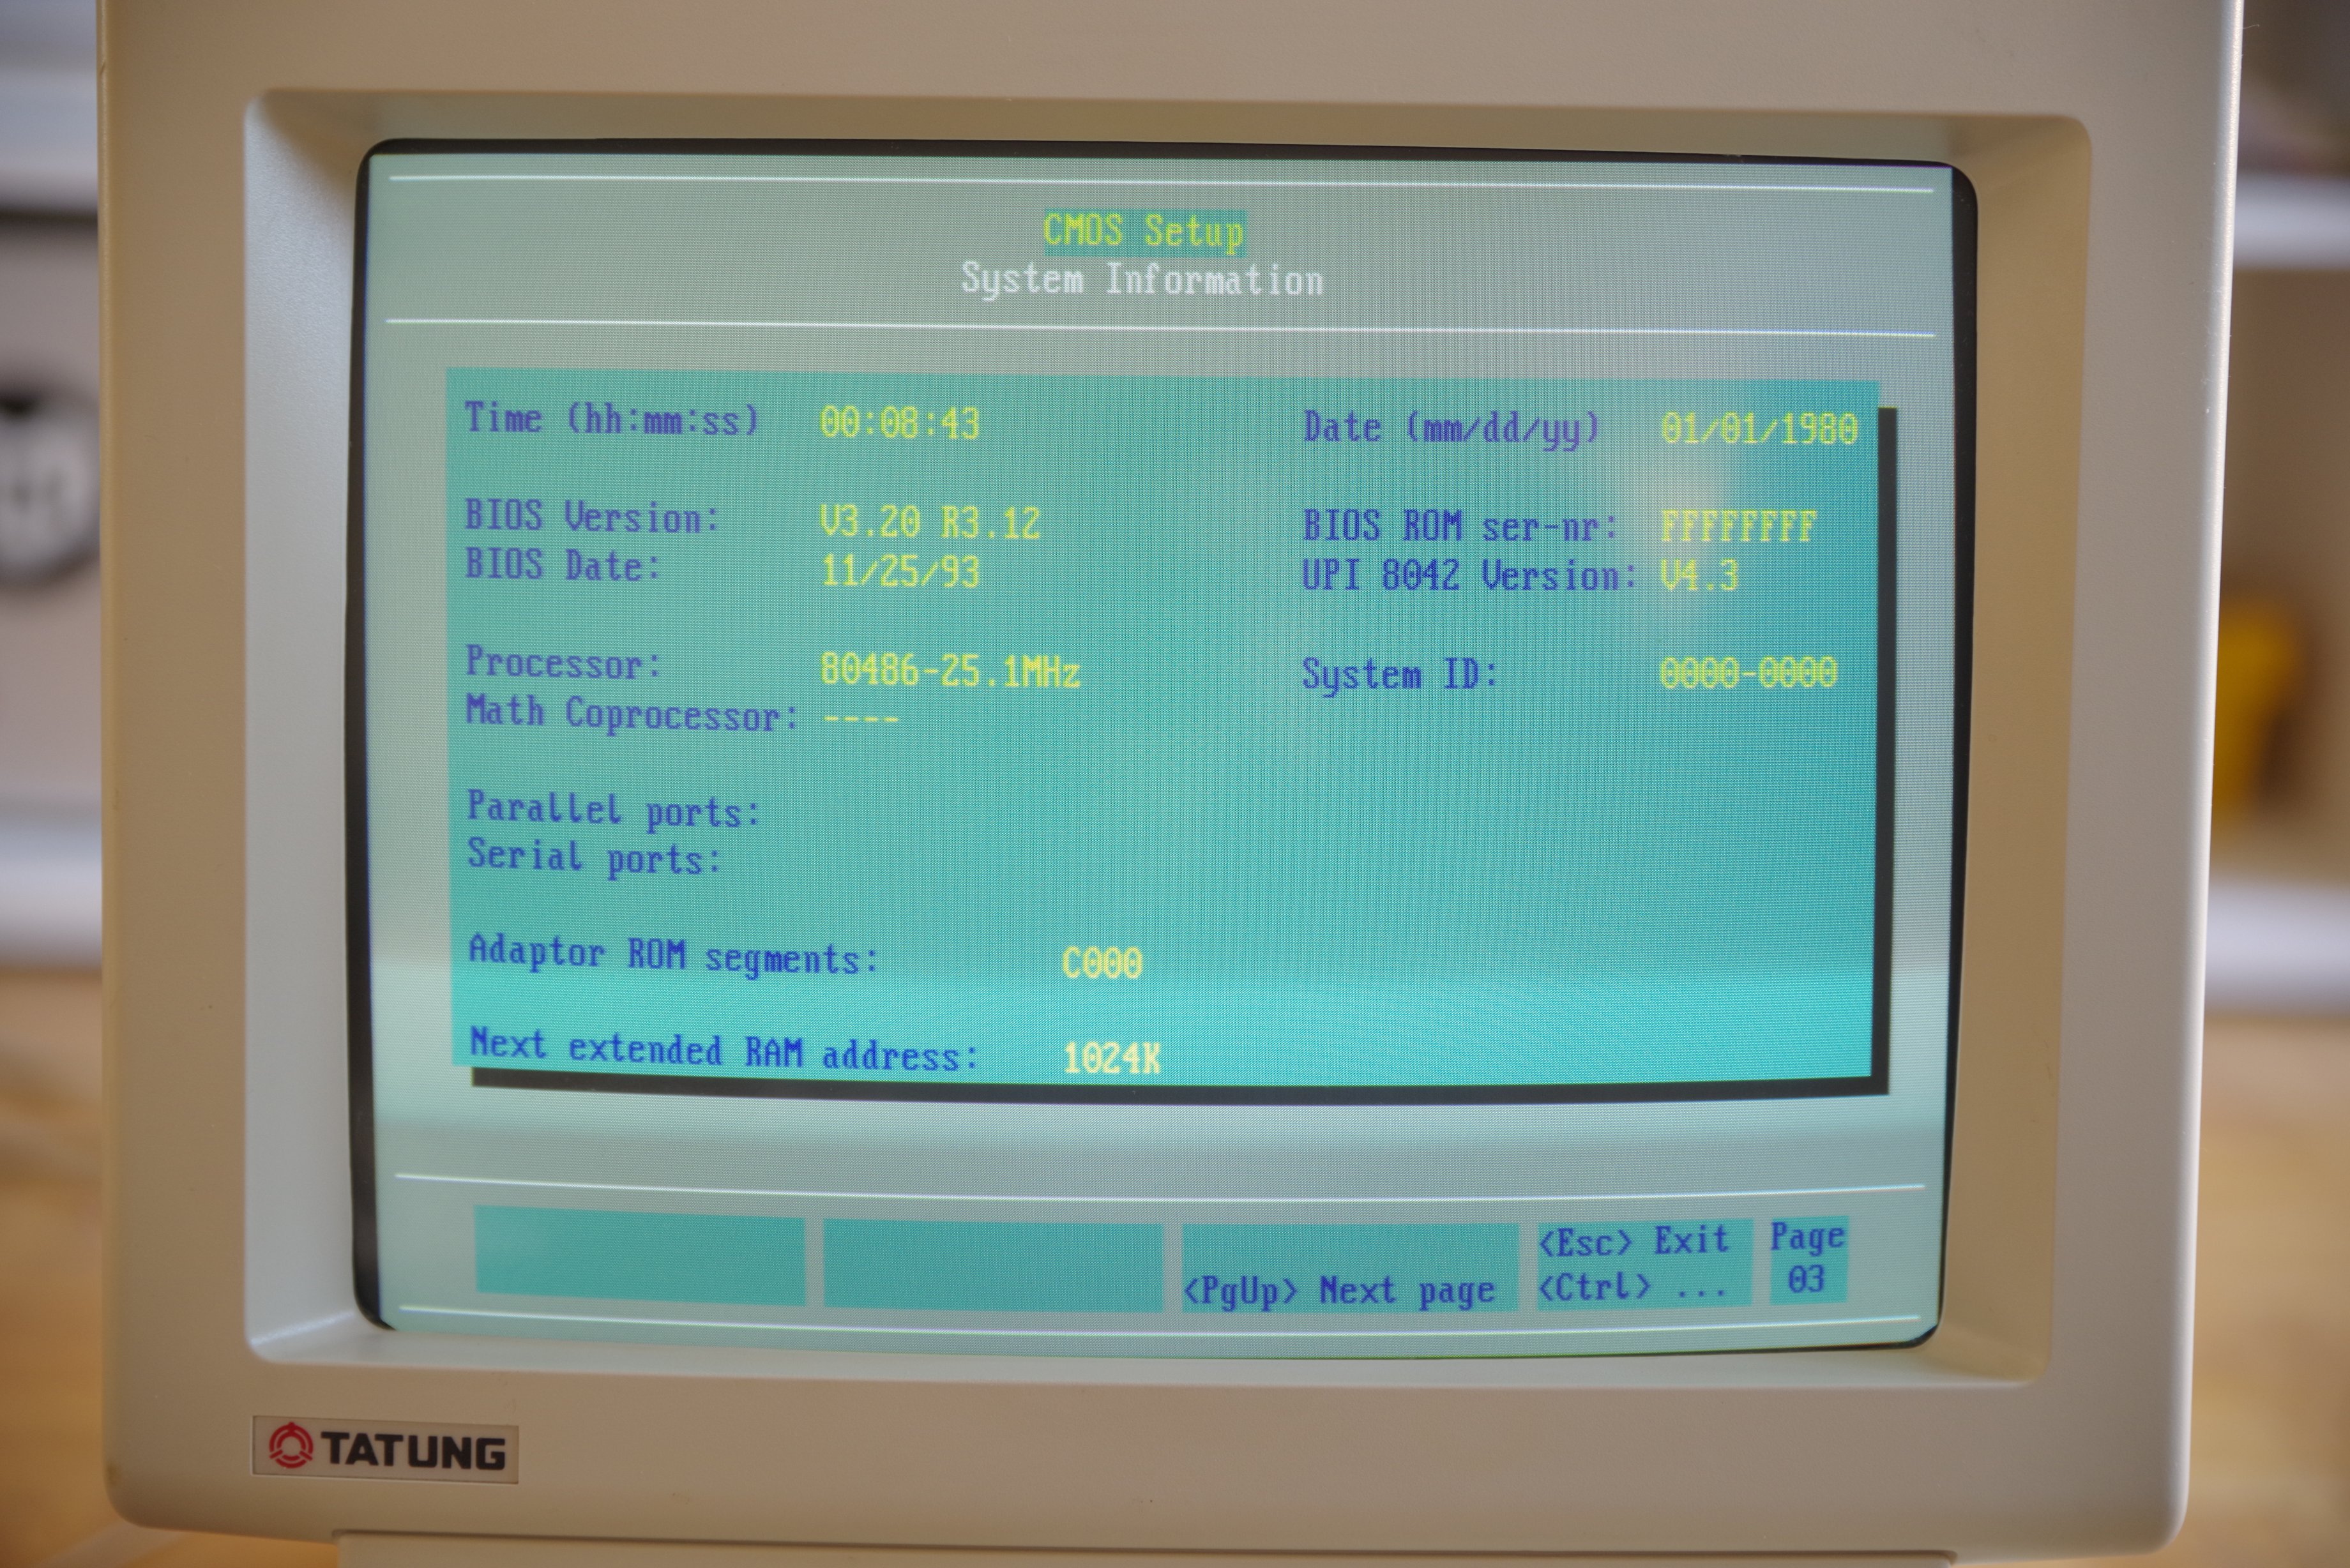 CMOS Setup
System Information
Time (hh:mm:ss) 00:08:43 Date (mm/dd/yy) 01/01/1980
BIOS Version: V3.20 R3.12 BIOS ROM ser-nr: FFFFFFFF
BIOS Date: 11/25/93 UPI 8042 Version: V4.3
Processor: 80486-25.1MHz System ID: 0000-0000
Math Coprocessor: ----
Parallel ports:
Serial ports:
Adaptor ROM segments: C000
Next extended RAM address: 1024K
<Esc> Exit Page
<PgUp> Next page <Ctrl> ... 03
TATUNG